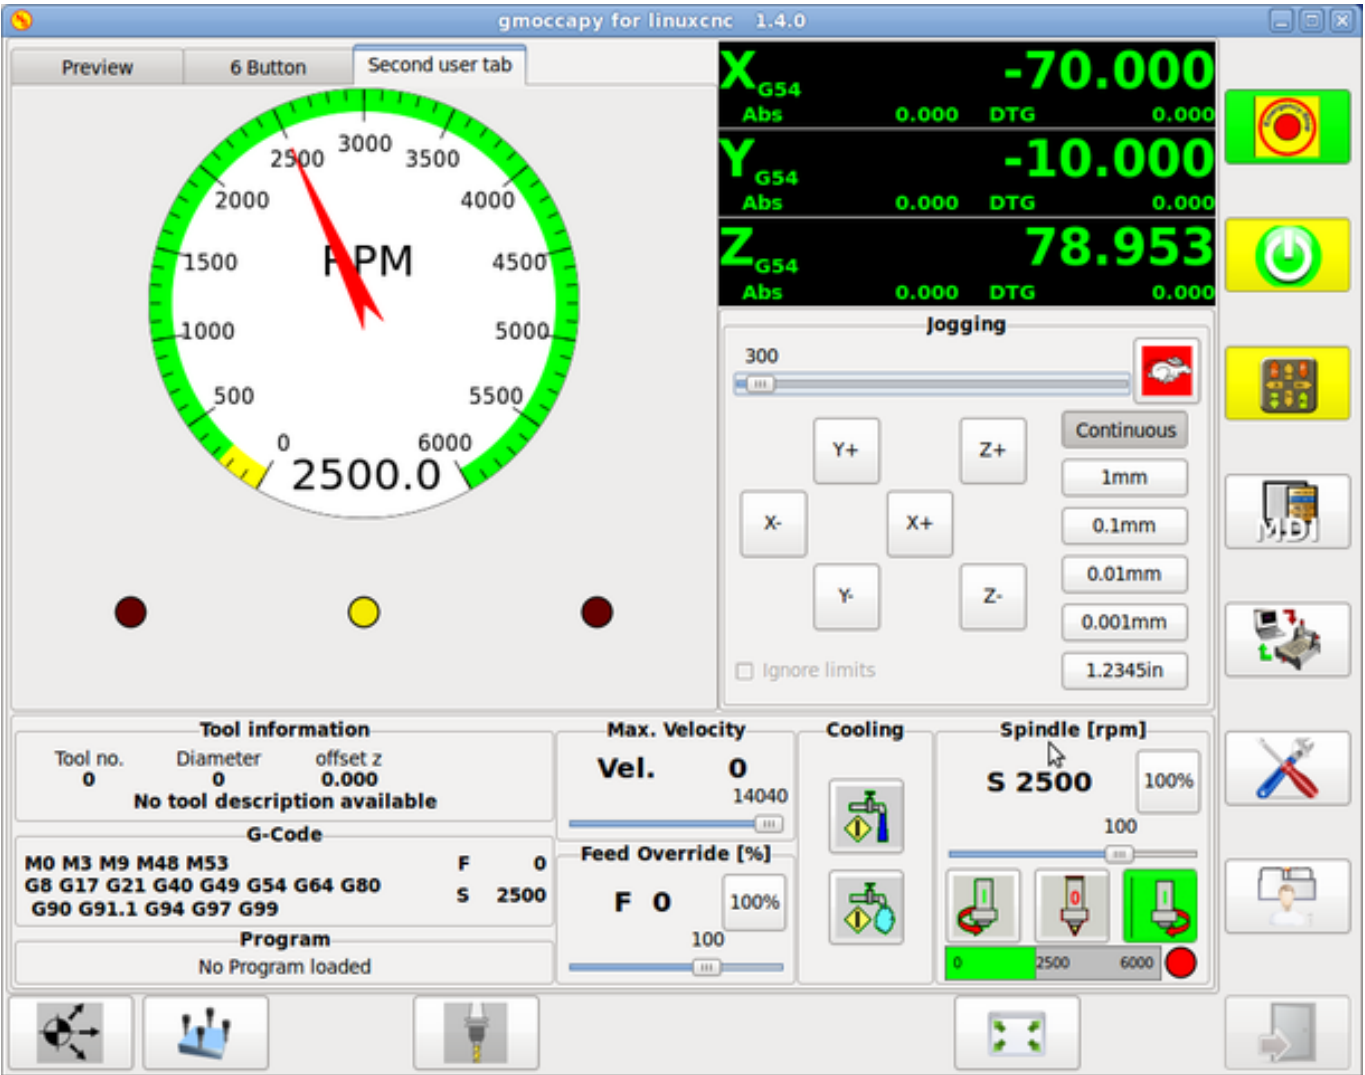 gmoccapy for linuxcnc 1.4.0
Preview
6 Button
Second user tab
0
500
1000
1500
2000
2500
3000
3500
4000
4500
5000
5500
6000
RPM
2500.0
X G54 -70.000
Abs 0.000 DTG 0.000
Y G54 -10.000
Abs 0.000 DTG 0.000
Z G54 78.953
Abs 0.000 DTG 0.000
Jogging
300
Y+
Z+
X-
X+
Y-
Z-
Continuous
1mm
0.1mm
0.01mm
0.001mm
1.2345in
Ignore limits
MDI
Tool information
Tool no. Diameter offset z
0 0 0.000
No tool description available
G-Code
M0 M3 M9 M48 M53
G8 G17 G21 G40 G49 G54 G64 G80
G90 G91.1 G94 G97 G99
F 0
S 2500
Program
No Program loaded
Max. Velocity
Vel. 0
14040
Feed Override [%]
F 0
100%
100
Cooling
Spindle [rpm]
S 2500
100%
100
0 2500 6000